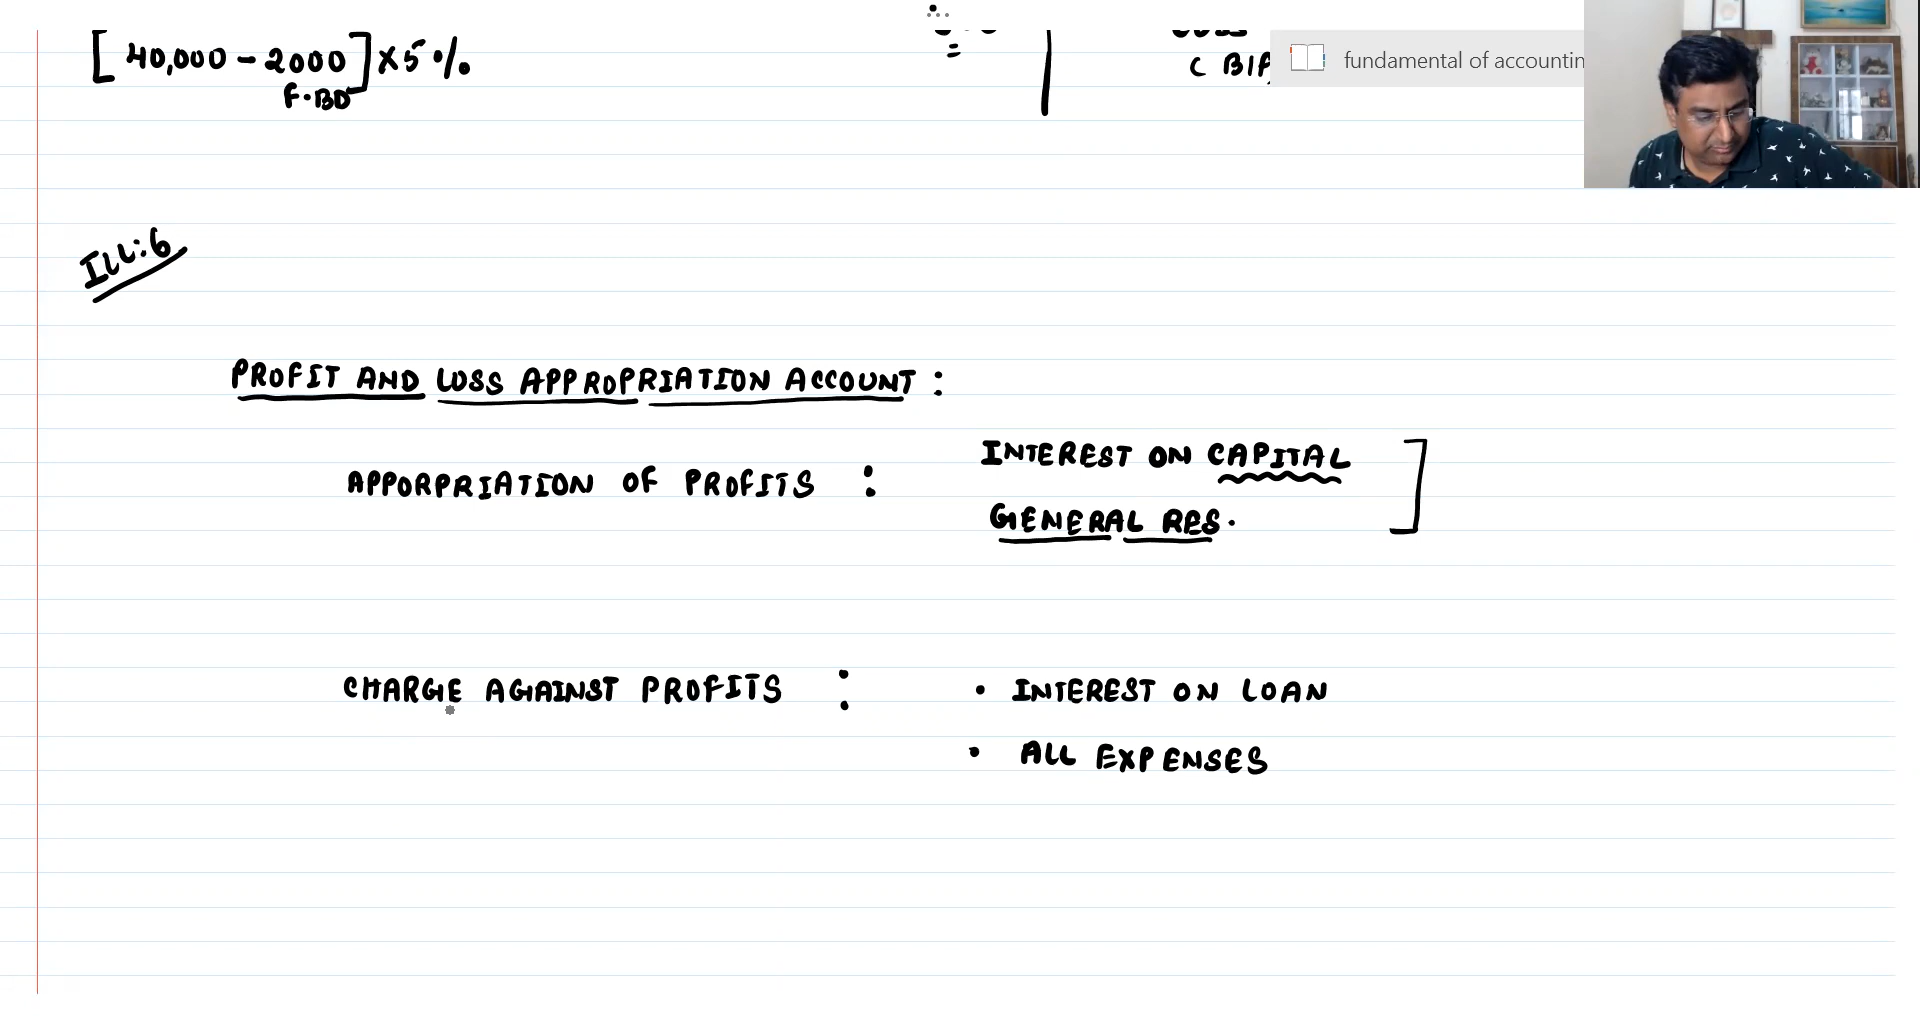 [ 40,000 - 2000 ] x 5%
F.BD
fundamental of accountin
ILL:6
PROFIT AND LOSS APPROPRIATION ACCOUNT :
APPORPRIATION OF PROFITS : INTEREST ON CAPITAL
GENERAL RES.
CHARGE AGAINST PROFITS : • INTEREST ON LOAN
• ALL EXPENSES